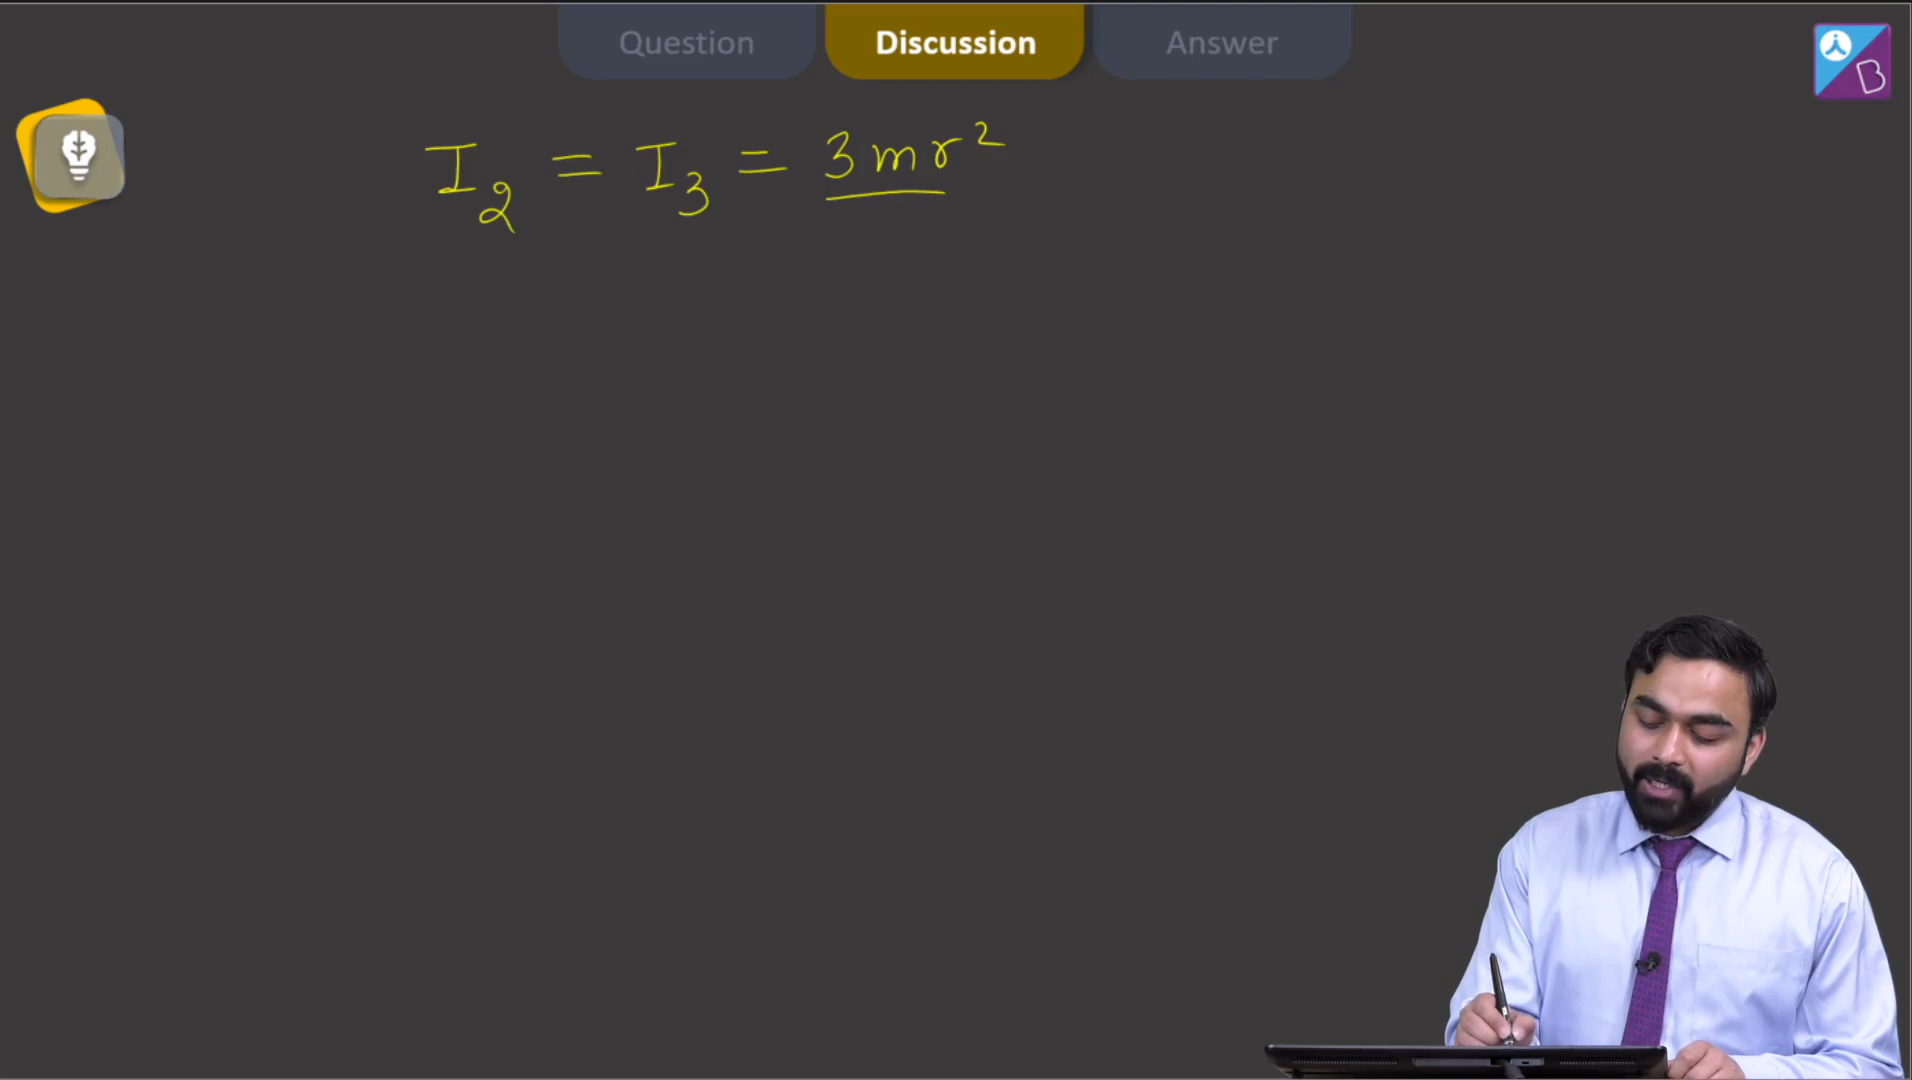 Question Discussion Answer
B
I₂ = I₃ = 3mr²